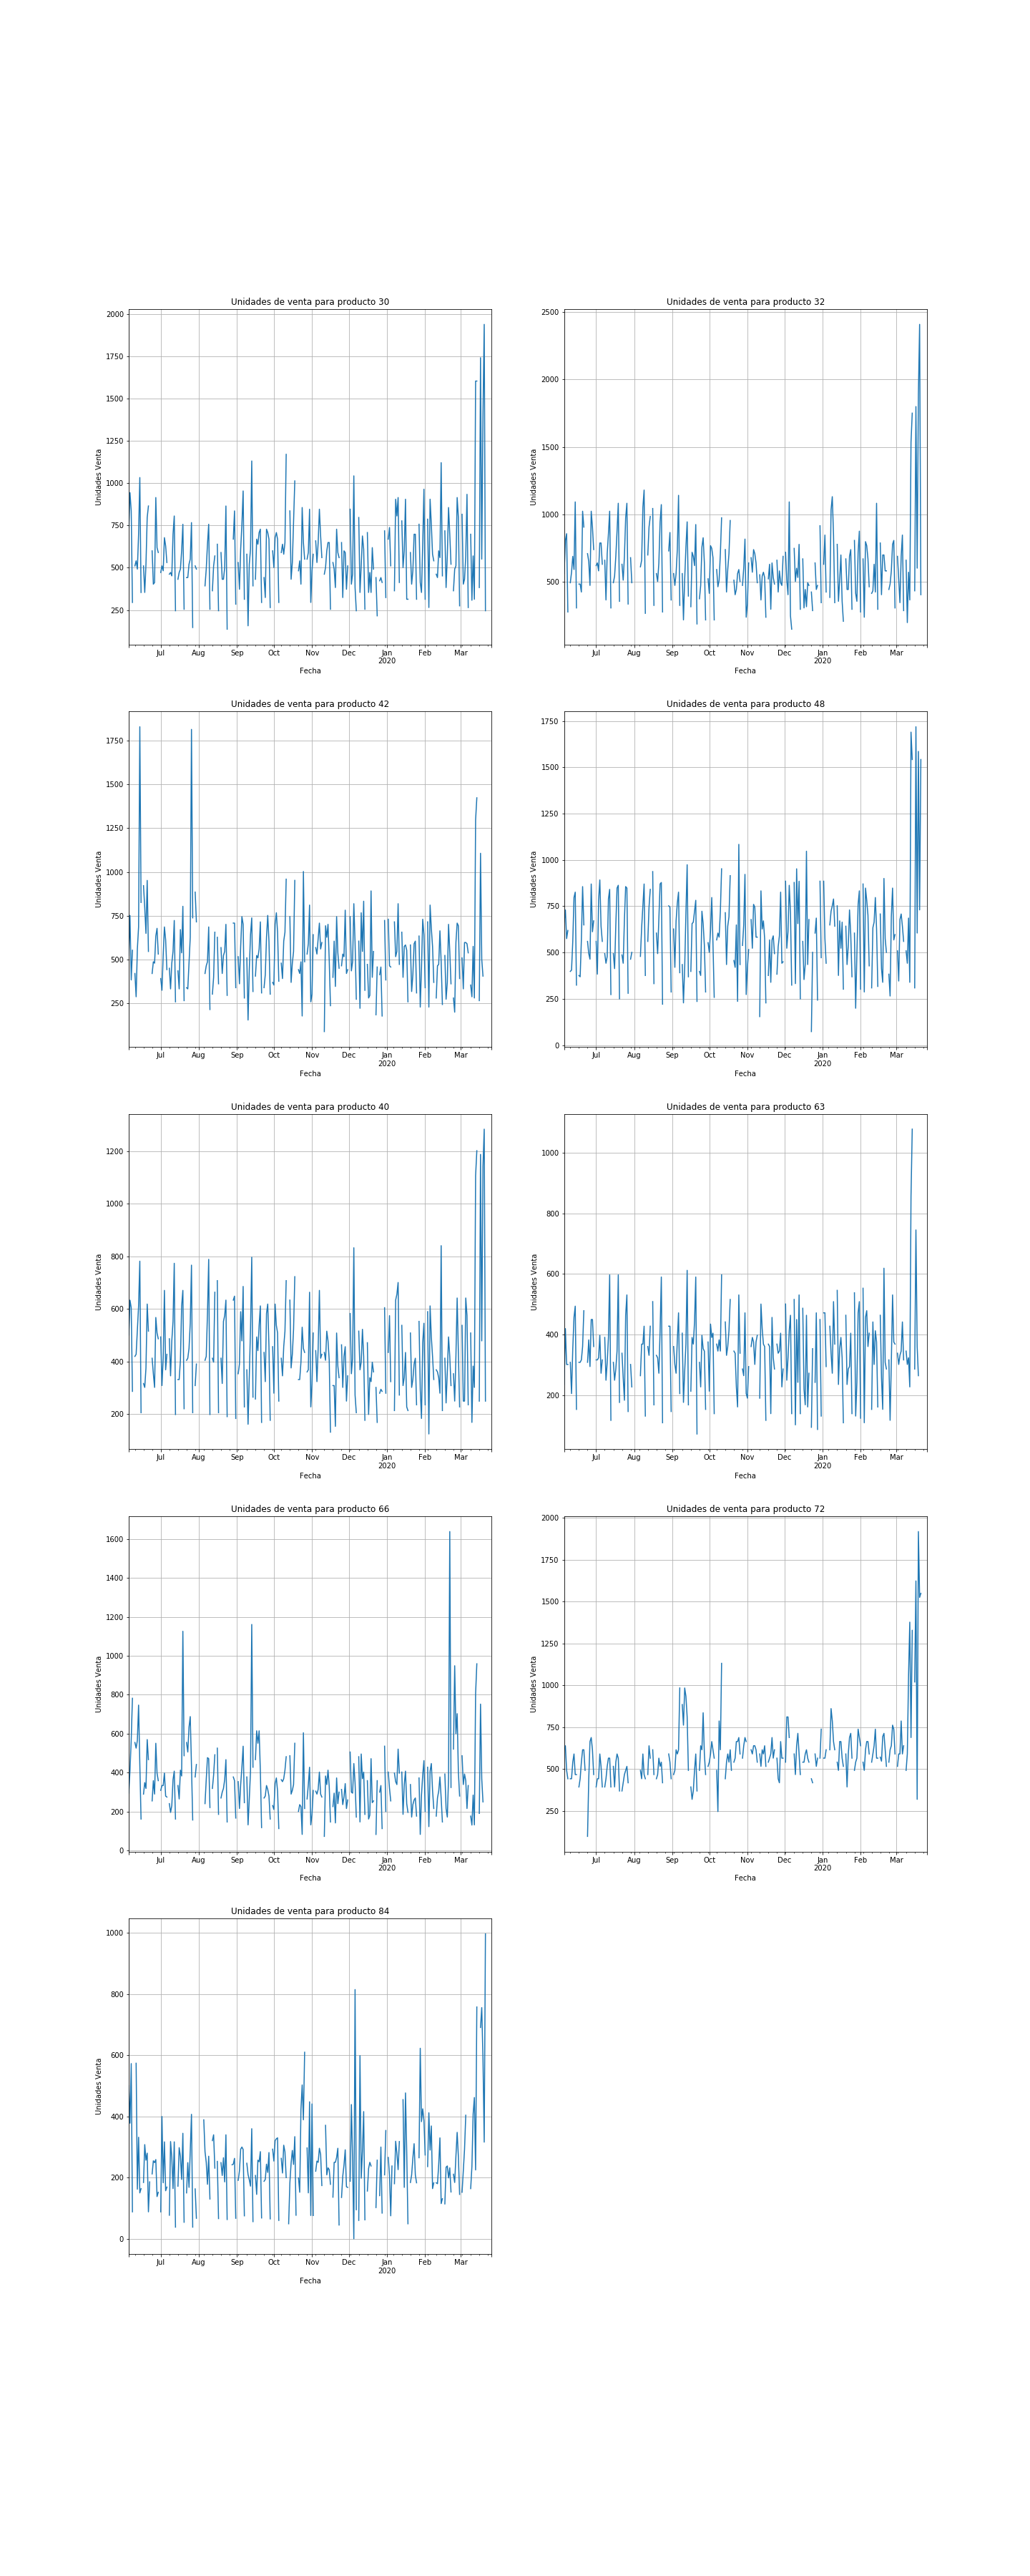 Unidades de venta para producto 30
2000
1750
1500
1250
1000
750
500
250
Unidades Venta
Jul Aug Sep Oct Nov Dec Jan Feb Mar
2020
Fecha
Unidades de venta para producto 32
2500
2000
1500
1000
500
Unidades Venta
Jul Aug Sep Oct Nov Dec Jan Feb Mar
2020
Fecha
Unidades de venta para producto 42
1750
1500
1250
1000
750
500
250
Unidades Venta
Jul Aug Sep Oct Nov Dec Jan Feb Mar
2020
Fecha
Unidades de venta para producto 48
1750
1500
1250
1000
750
500
250
0
Unidades Venta
Jul Aug Sep Oct Nov Dec Jan Feb Mar
2020
Fecha
Unidades de venta para producto 40
1200
1000
800
600
400
200
Unidades Venta
Jul Aug Sep Oct Nov Dec Jan Feb Mar
2020
Fecha
Unidades de venta para producto 63
1000
800
600
400
200
Unidades Venta
Jul Aug Sep Oct Nov Dec Jan Feb Mar
2020
Fecha
Unidades de venta para producto 66
1600
1400
1200
1000
800
600
400
200
0
Unidades Venta
Jul Aug Sep Oct Nov Dec Jan Feb Mar
2020
Fecha
Unidades de venta para producto 72
2000
1750
1500
1250
1000
750
500
250
Unidades Venta
Jul Aug Sep Oct Nov Dec Jan Feb Mar
2020
Fecha
Unidades de venta para producto 84
1000
800
600
400
200
0
Unidades Venta
Jul Aug Sep Oct Nov Dec Jan Feb Mar
2020
Fecha